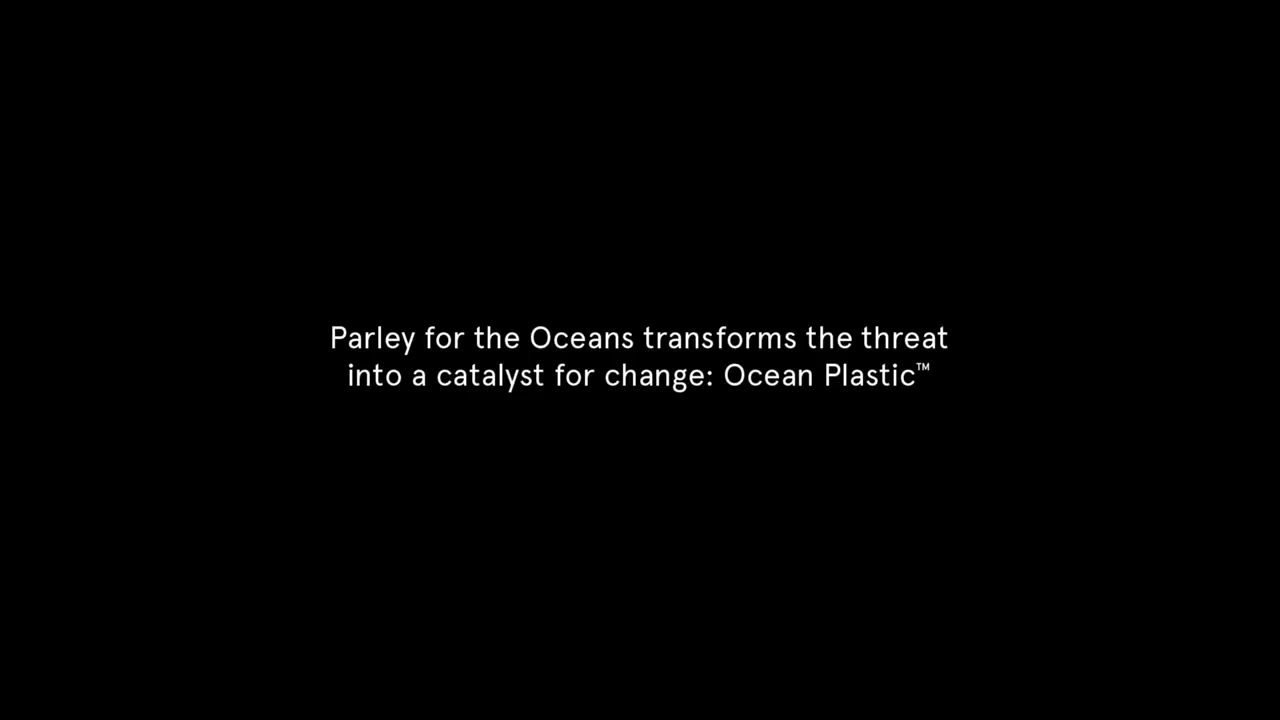 Parley for the Oceans transforms the threat
into a catalyst for change: Ocean Plastic™